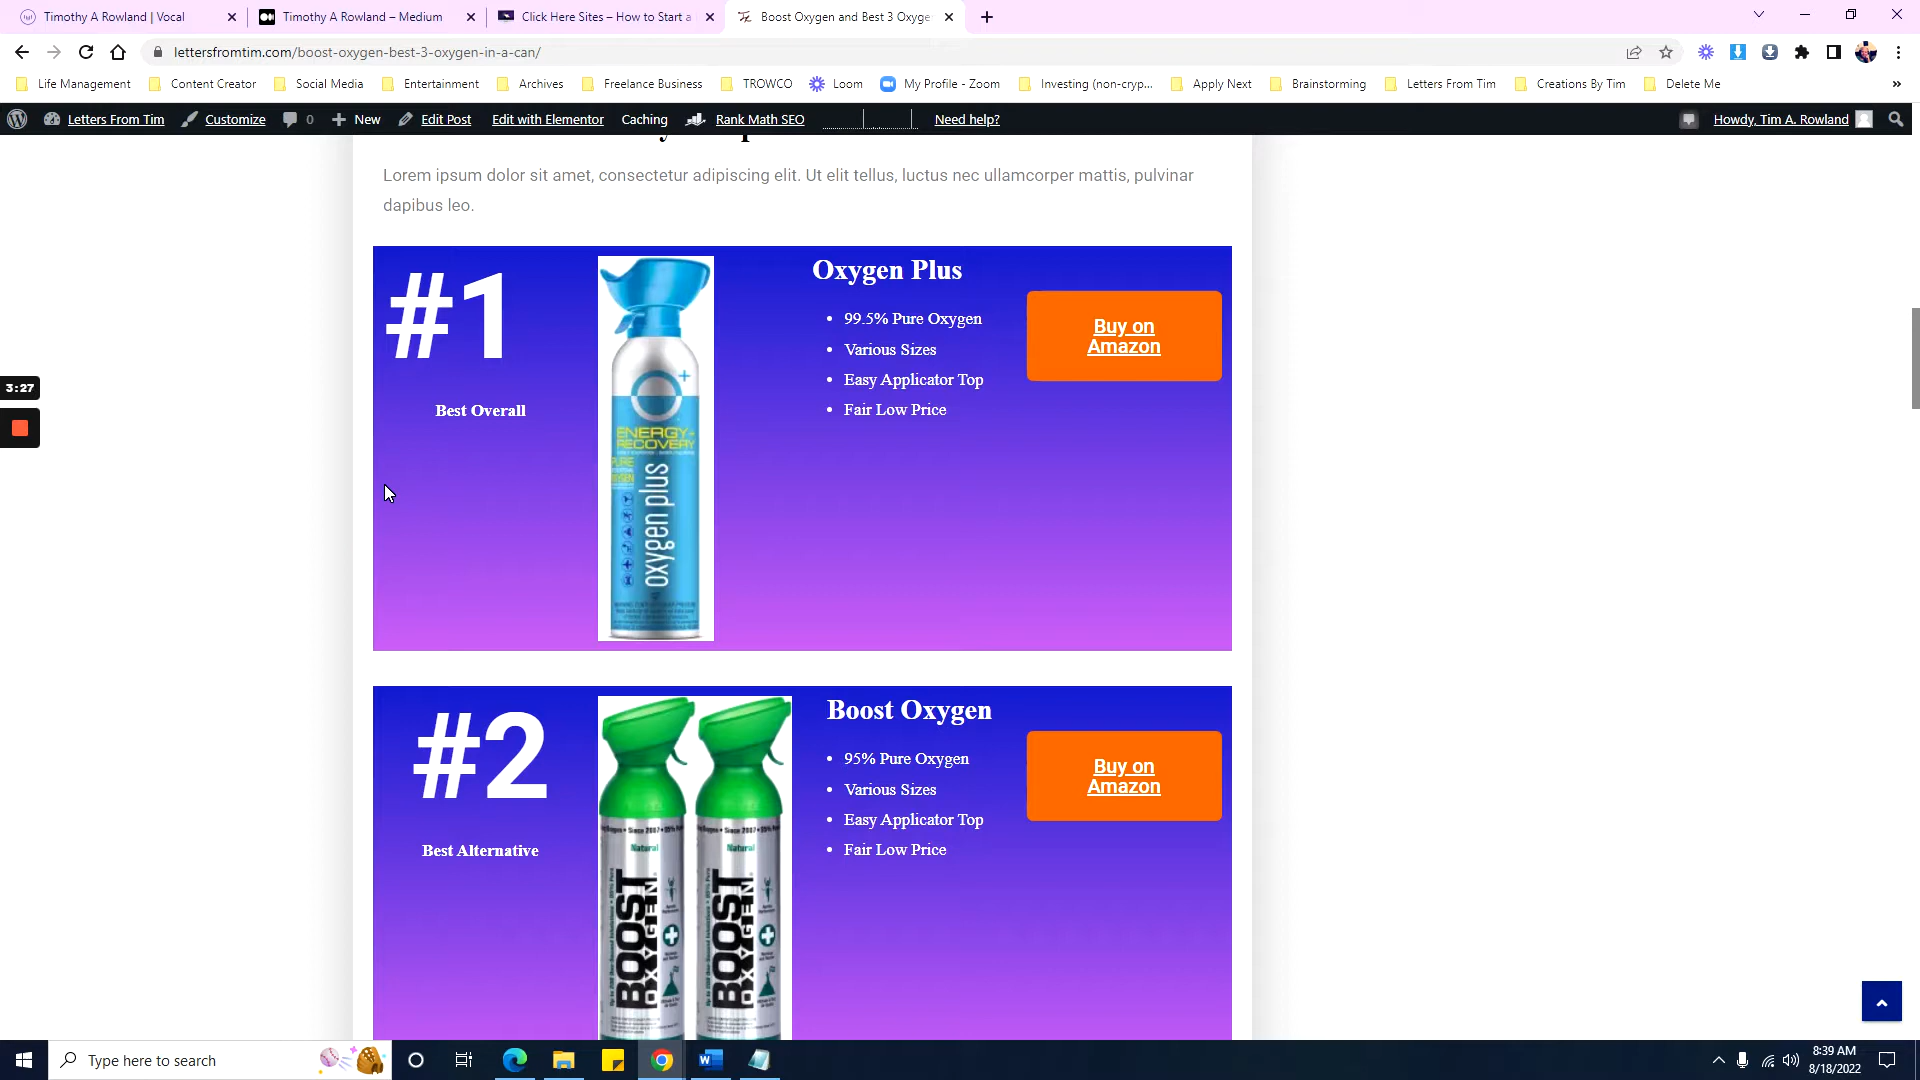 Timothy A Rowland | Vocal
Timothy A Rowland – Medium
Click Here Sites – How to Start a
Boost Oxygen and Best 3 Oxyge
lettersfromtim.com/boost-oxygen-best-3-oxygen-in-a-can/
Life Management
Content Creator
Social Media
Entertainment
Archives
Freelance Business
TROWCO
Loom
My Profile - Zoom
Investing (non-cryp...
Apply Next
Brainstorming
Letters From Tim
Creations By Tim
Delete Me
»
Letters From Tim
Customize
0
New
Edit Post
Edit with Elementor
Caching
Rank Math SEO
Need help?
Howdy, Tim A. Rowland
Lorem ipsum dolor sit amet, consectetur adipiscing elit. Ut elit tellus, luctus nec ullamcorper mattis, pulvinar
dapibus leo.
3:27
#1
Best Overall
ENERGY+
RECOVERY
PURE
OXYGEN
oxygen plus
Oxygen Plus
• 99.5% Pure Oxygen
• Various Sizes
• Easy Applicator Top
• Fair Low Price
Buy on
Amazon
#2
Best Alternative
Natural
BOOST
OXYGEN
Natural
BOOST
OXYGEN
Boost Oxygen
• 95% Pure Oxygen
• Various Sizes
• Easy Applicator Top
• Fair Low Price
Buy on
Amazon
Type here to search
8:39 AM
8/18/2022